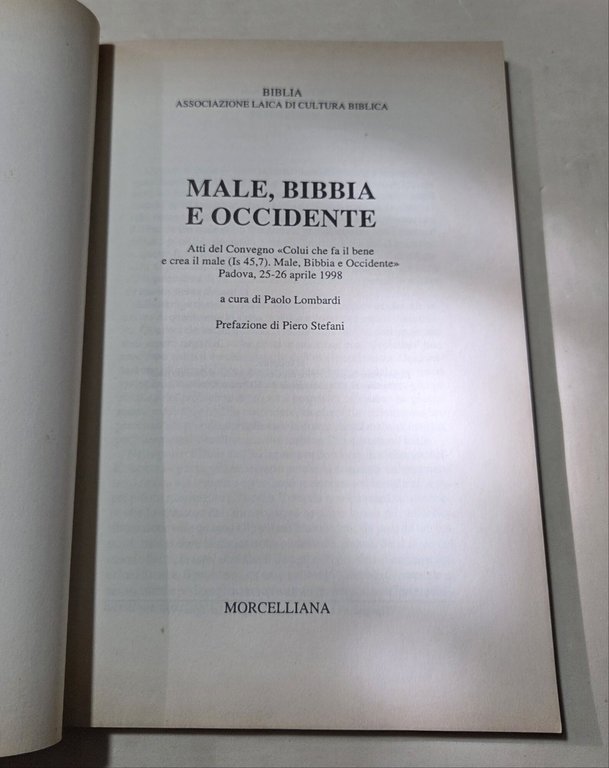 BIBLIA
ASSOCIAZIONE LAICA DI CULTURA BIBLICA
MALE, BIBBIA
E OCCIDENTE
Atti del Convegno «Colui che fa il bene
e crea il male (Is 45,7). Male, Bibbia e Occidente»
Padova, 25-26 aprile 1998
a cura di Paolo Lombardi
Prefazione di Piero Stefani
MORCELLIANA